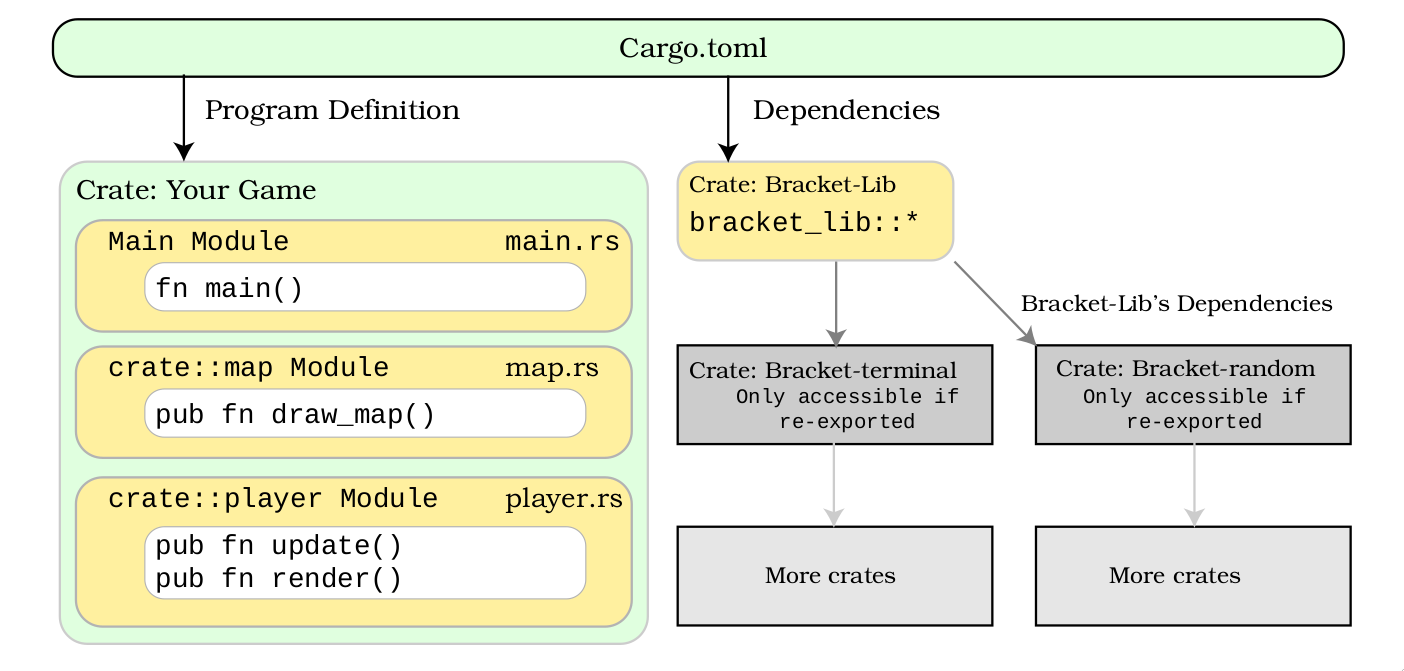 Cargo.toml
Program Definition
Dependencies
Crate: Your Game
Main Module main.rs
fn main()
crate::map Module map.rs
pub fn draw_map()
crate::player Module player.rs
pub fn update()
pub fn render()
Crate: Bracket-Lib
bracket_lib::*
Bracket-Lib’s Dependencies
Crate: Bracket-terminal
Only accessible if
re-exported
Crate: Bracket-random
Only accessible if
re-exported
More crates
More crates